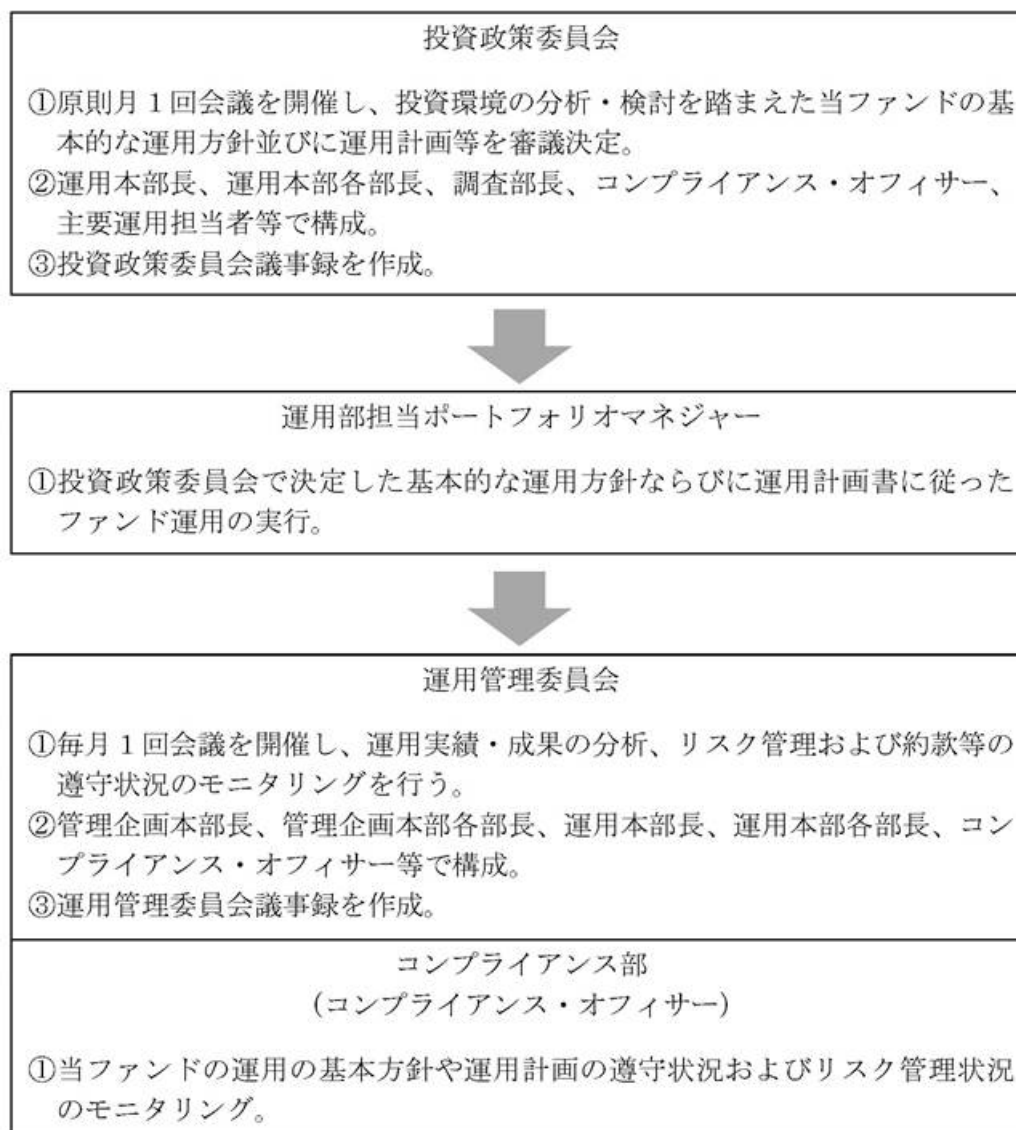 投資政策委員会
①原則月１回会議を開催し、投資環境の分析・検討を踏まえた当ファンドの基
本的な運用方針並びに運用計画等を審議決定。
②運用本部長、運用本部各部長、調査部長、コンプライアンス・オフィサー、
主要運用担当者等で構成。
③投資政策委員会議事録を作成。
運用部担当ポートフォリオマネジャー
①投資政策委員会で決定した基本的な運用方針ならびに運用計画書に従った
ファンド運用の実行。
運用管理委員会
①毎月１回会議を開催し、運用実績・成果の分析、リスク管理および約款等の
遵守状況のモニタリングを行う。
②管理企画本部長、管理企画本部各部長、運用本部長、運用本部各部長、コン
プライアンス・オフィサー等で構成。
③運用管理委員会議事録を作成。
コンプライアンス部
（コンプライアンス・オフィサー）
①当ファンドの運用の基本方針や運用計画の遵守状況およびリスク管理状況
のモニタリング。